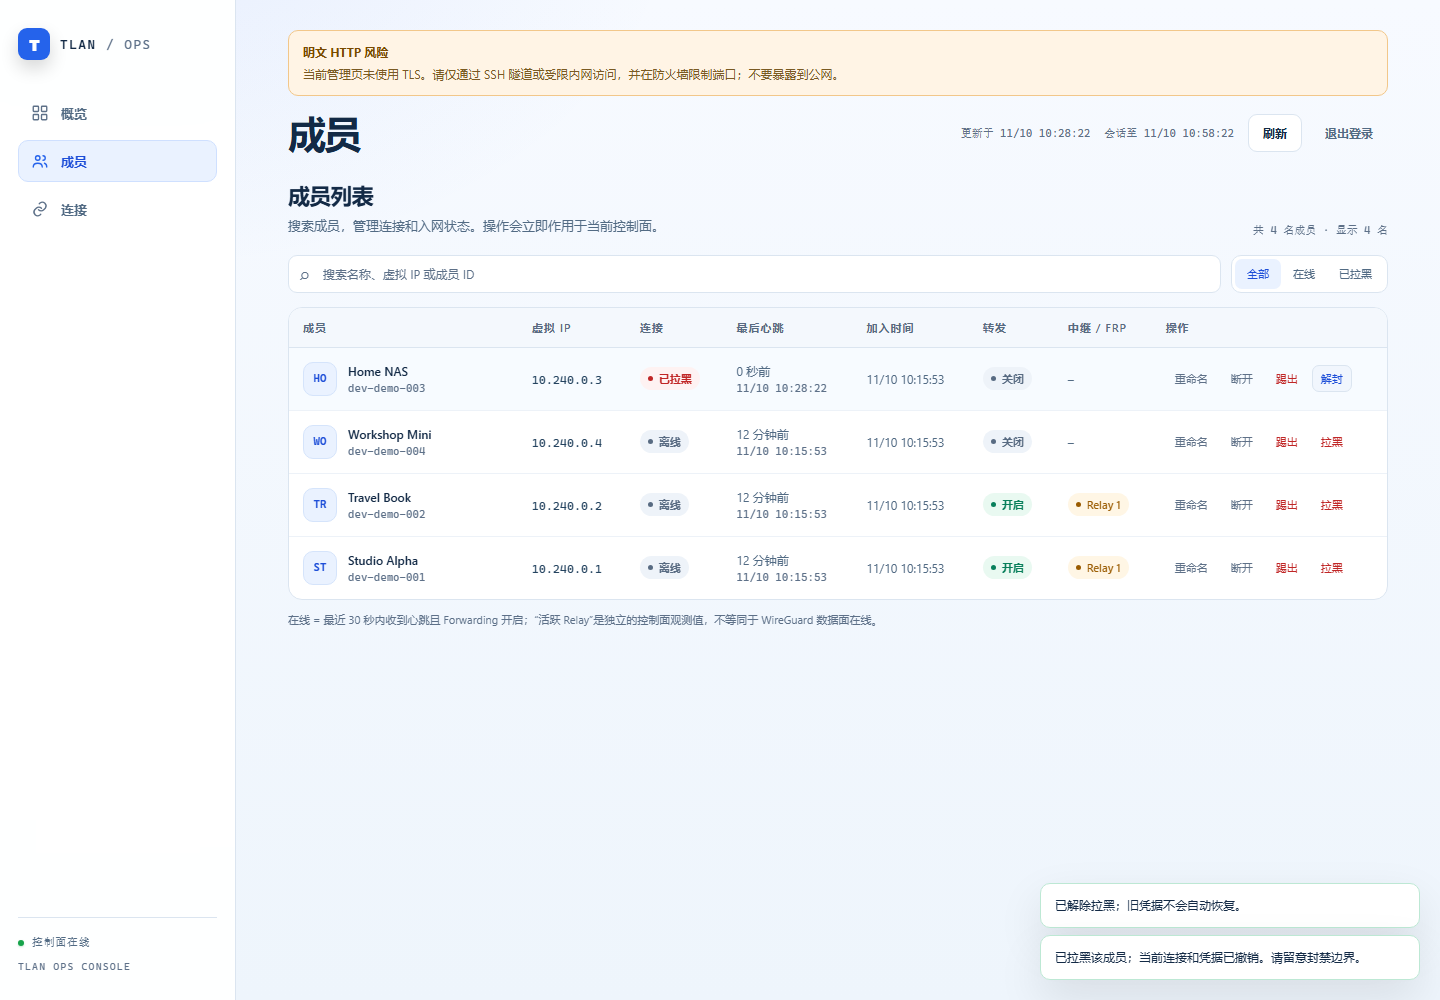 T TLAN / OPS
概览
成员
连接
控制面在线
TLAN OPS CONSOLE
明文 HTTP 风险
当前管理页未使用 TLS。请仅通过 SSH 隧道或受限内网访问，并在防火墙限制端口；不要暴露到公网。
成员
更新于 11/10 10:28:22 会话至 11/10 10:58:22 刷新 退出登录
成员列表
搜索成员，管理连接和入网状态。操作会立即作用于当前控制面。
共 4 名成员 · 显示 4 名
搜索名称、虚拟 IP 或成员 ID
全部 在线 已拉黑
成员 虚拟 IP 连接 最后心跳 加入时间 转发 中继 / FRP 操作
HO Home NAS
dev-demo-003
10.240.0.3 已拉黑 0 秒前
11/10 10:28:22
11/10 10:15:53 关闭 — 重命名 断开 踢出 解封
WO Workshop Mini
dev-demo-004
10.240.0.4 离线 12 分钟前
11/10 10:15:53
11/10 10:15:53 关闭 — 重命名 断开 踢出 拉黑
TR Travel Book
dev-demo-002
10.240.0.2 离线 12 分钟前
11/10 10:15:53
11/10 10:15:53 开启 Relay 1 重命名 断开 踢出 拉黑
ST Studio Alpha
dev-demo-001
10.240.0.1 离线 12 分钟前
11/10 10:15:53
11/10 10:15:53 开启 Relay 1 重命名 断开 踢出 拉黑
在线 = 最近 30 秒内收到心跳且 Forwarding 开启；“活跃 Relay”是独立的控制面观测值，不等同于 WireGuard 数据面在线。
已解除拉黑；旧凭据不会自动恢复。
已拉黑该成员；当前连接和凭据已撤销。请留意封禁边界。